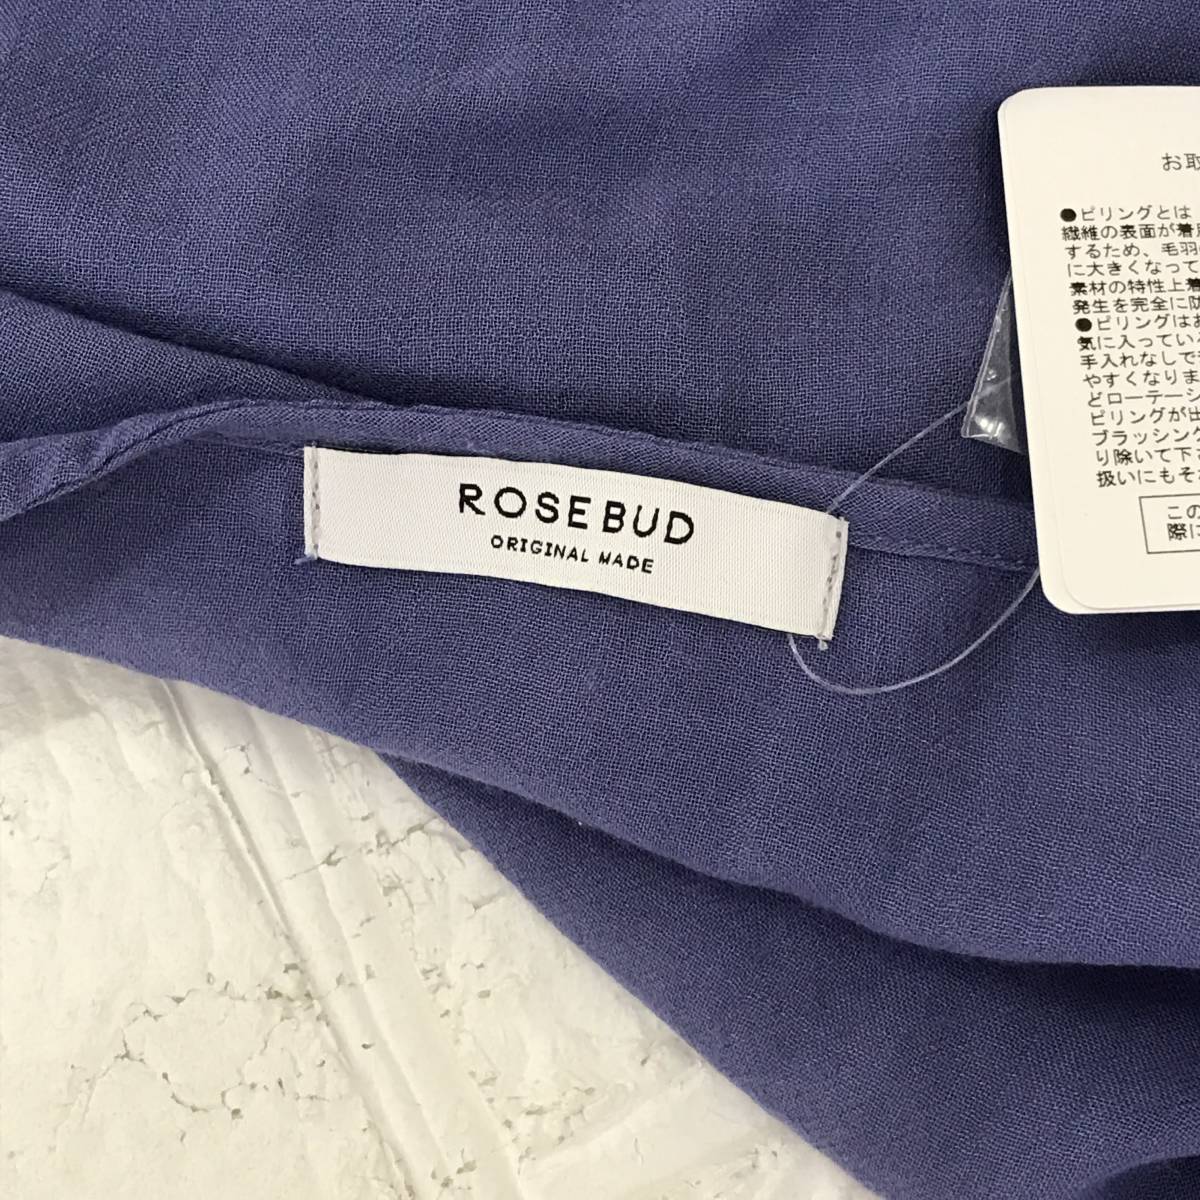 ROSEBUD
ORIGINAL MADE
お取
●ピリングとは
繊維の表面が着
するため、毛羽
に大きくなって
素材の特性上着
発生を完全に防
●ピリングはお
気に入ってい
手入れなしで
やすくなりま
どローテーシ
ピリングが出
ブラッシング
り除いて下さ
扱いにもそ
この
際に